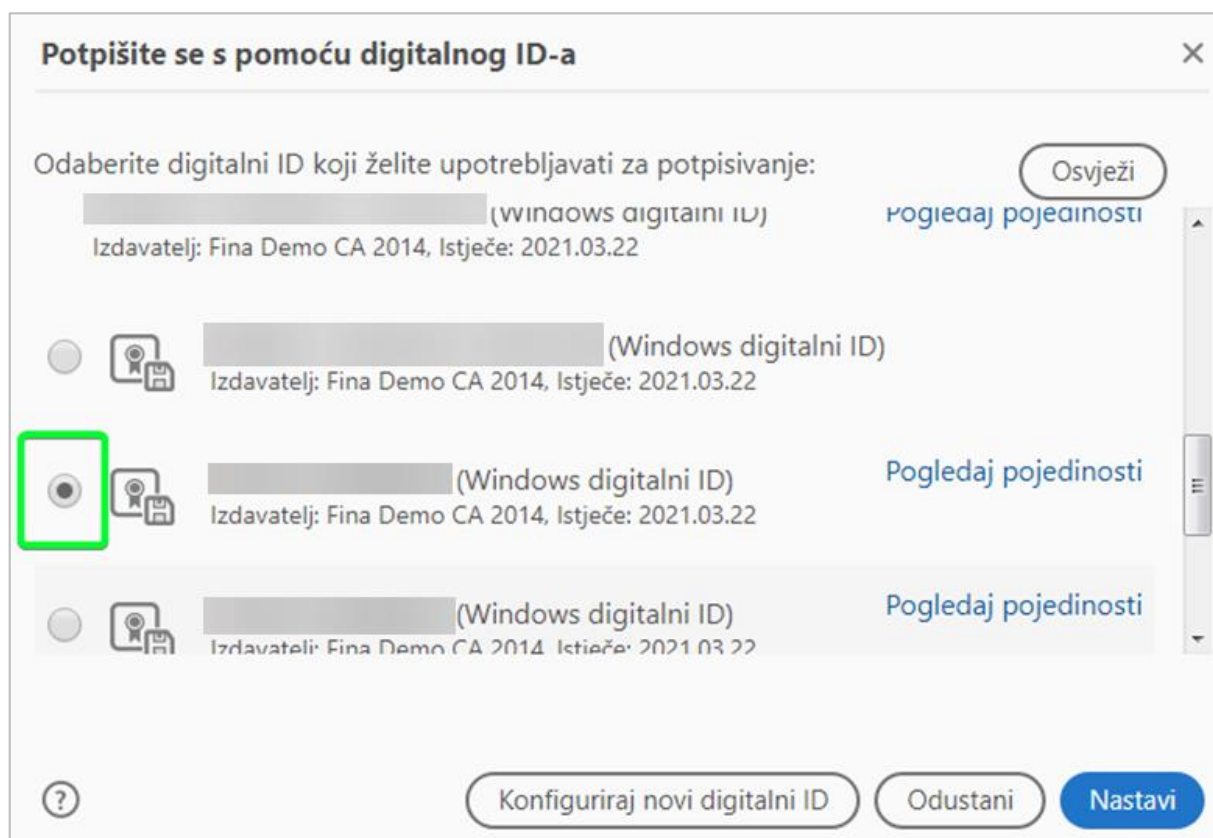 Potpišite se s pomoću digitalnog ID-a
Odaberite digitalni ID koji želite upotrebljavati za potpisivanje:
Osvježi
(Windows digitalni ID) Pogledaj pojedinosti
Izdavatelj: Fina Demo CA 2014, Istječe: 2021.03.22
(Windows digitalni ID)
Izdavatelj: Fina Demo CA 2014, Istječe: 2021.03.22
(Windows digitalni ID) Pogledaj pojedinosti
Izdavatelj: Fina Demo CA 2014, Istječe: 2021.03.22
(Windows digitalni ID) Pogledaj pojedinosti
Izdavatelj: Fina Demo CA 2014, Istječe: 2021.03.22
Konfiguriraj novi digitalni ID Odustani Nastavi